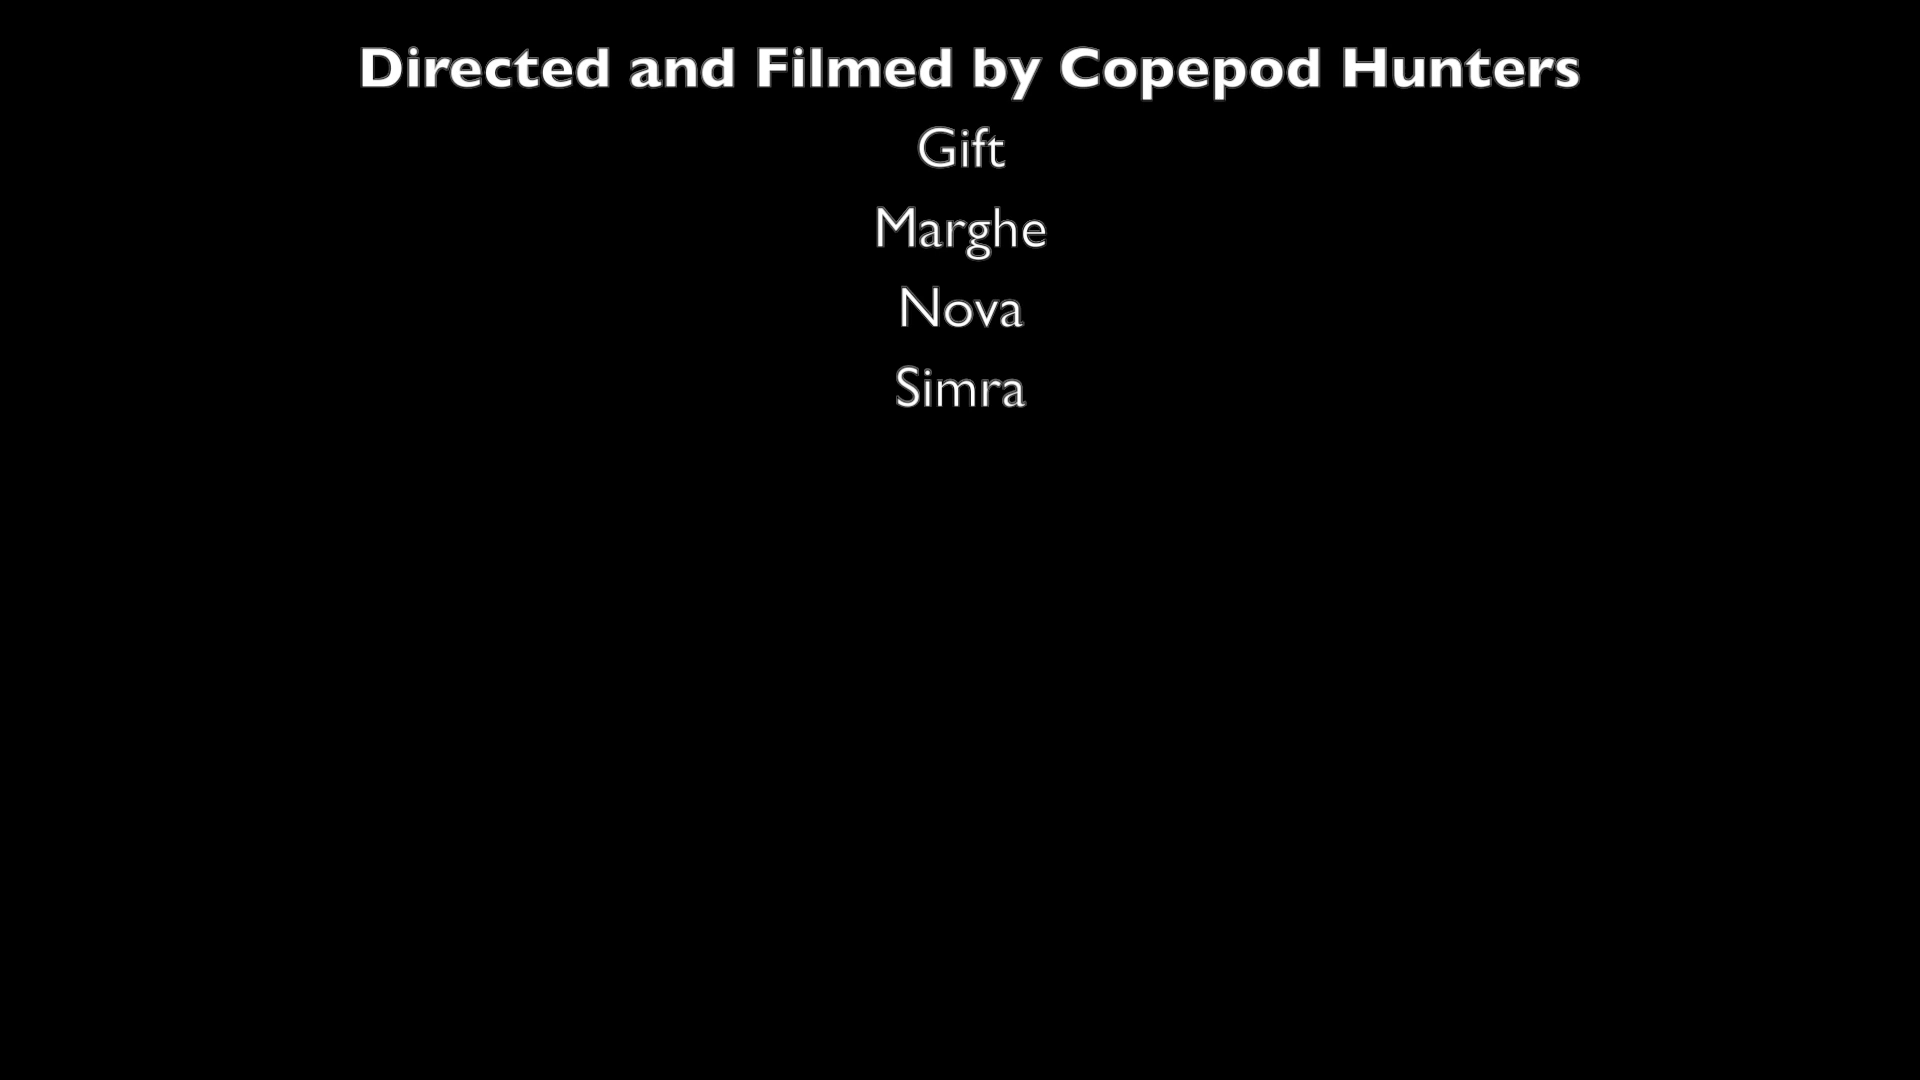 Directed and Filmed by Copepod Hunters
Gift
Marghe
Nova
Simra